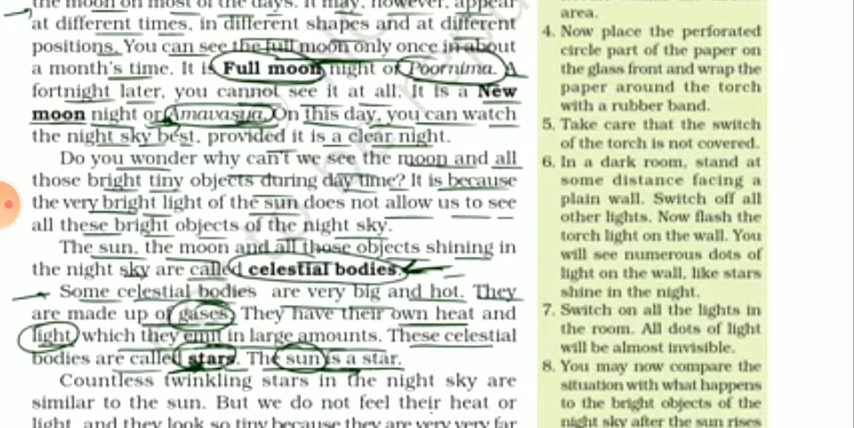 the moon on most of the days. It may, however, appear
at different times, in different shapes and at different
positions. You can see the full moon only once in about
a month's time. It is Full moon night or Poornima. A
fortnight later, you cannot see it at all. It is a New
moon night or Amavasya. On this day, you can watch
the night sky best, provided it is a clear night.
Do you wonder why can't we see the moon and all
those bright tiny objects during day time? It is because
the very bright light of the sun does not allow us to see
all these bright objects of the night sky.
The sun, the moon and all those objects shining in
the night sky are called celestial bodies.
Some celestial bodies are very big and hot. They
are made up of gases. They have their own heat and
light, which they emit in large amounts. These celestial
bodies are called stars. The sun is a star.
Countless twinkling stars in the night sky are
similar to the sun. But we do not feel their heat or
light, and they look so tiny because they are very very far
area.
4. Now place the perforated
circle part of the paper on
the glass front and wrap the
paper around the torch
with a rubber band.
5. Take care that the switch
of the torch is not covered.
6. In a dark room, stand at
some distance facing a
plain wall. Switch off all
other lights. Now flash the
torch light on the wall. You
will see numerous dots of
light on the wall, like stars
shine in the night.
7. Switch on all the lights in
the room. All dots of light
will be almost invisible.
8. You may now compare the
situation with what happens
to the bright objects of the
night sky after the sun rises